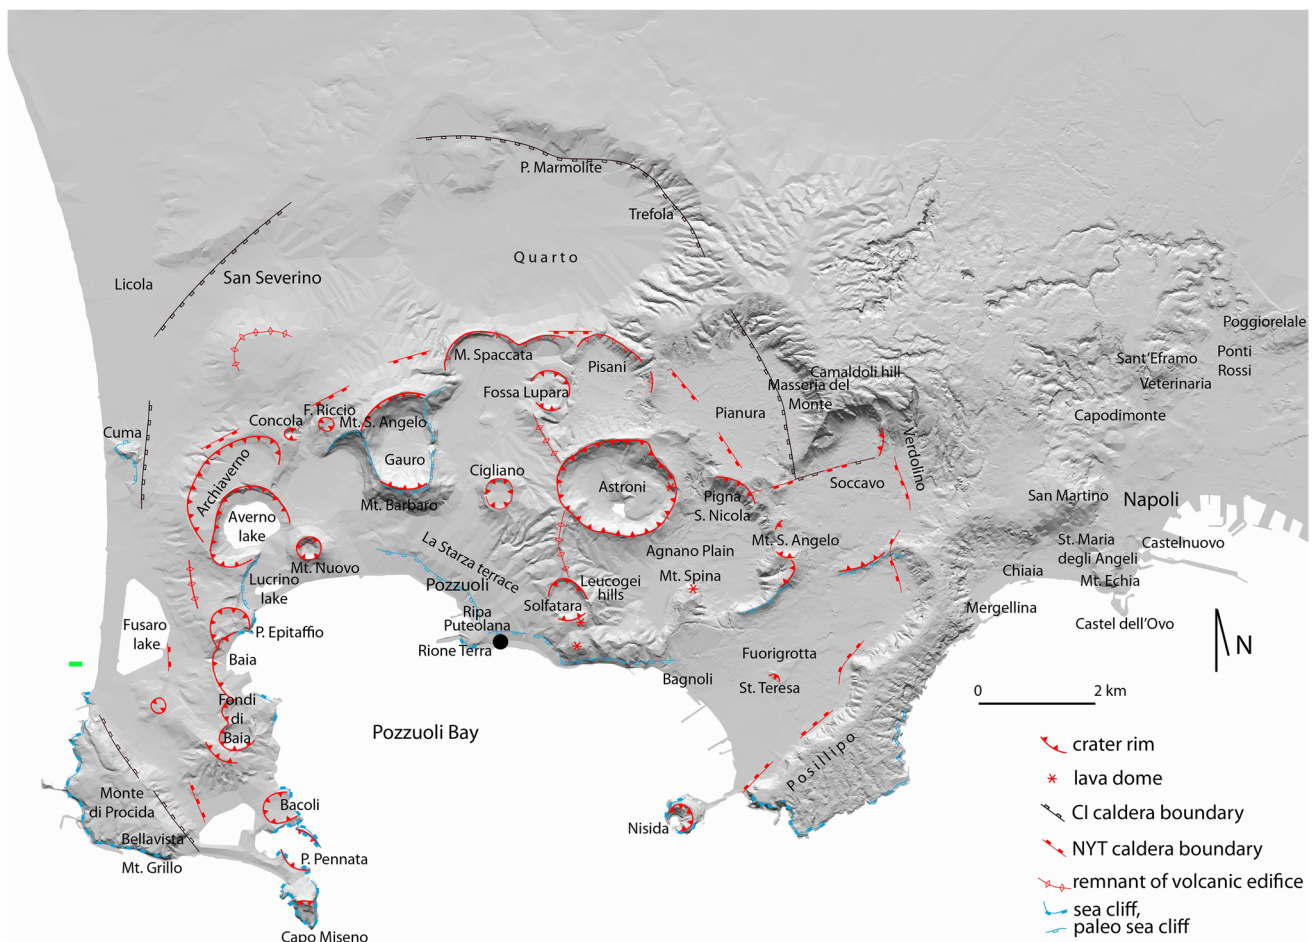 P. Marmolite
Trefola
Quarto
Licola
San Severino
Poggiorelale
M. Spaccata
Pisani
Sant'Eframo
Ponti
Rossi
Veterinaria
Camaldoli hill
Masseria del
Monte
Fossa Lupara
F. Riccio
Concola
Mt. S. Angelo
Pianura
Capodimonte
Cuma
Verdolino
Archiaverno
Gauro
Cigliano
Astroni
Soccavo
Pigna
S. Nicola
San Martino
Napoli
Mt. Barbaro
Averno
lake
La Starza terrace
Agnano Plain
Mt. S. Angelo
St. Maria
degli Angeli
Castelnuovo
Mt. Nuovo
Lucrino
lake
Pozzuoli
Mt. Spina
Leucogei
hills
Chiaia
Mt. Echia
Solfatara
Mergellina
Ripa
Puteolana
Castel dell'Ovo
Fusaro
lake
P. Epitaffio
Rione Terra
Baia
Fuorigrotta
N
Bagnoli
St. Teresa
0 2 km
Fondi
di
Baia
Pozzuoli Bay
Posillipo
crater rim
lava dome
Monte
di Procida
Bacoli
CI caldera boundary
Nisida
Bellavista
NYT caldera boundary
P. Pennata
Mt. Grillo
remnant of volcanic edifice
sea cliff,
paleo sea cliff
Capo Miseno